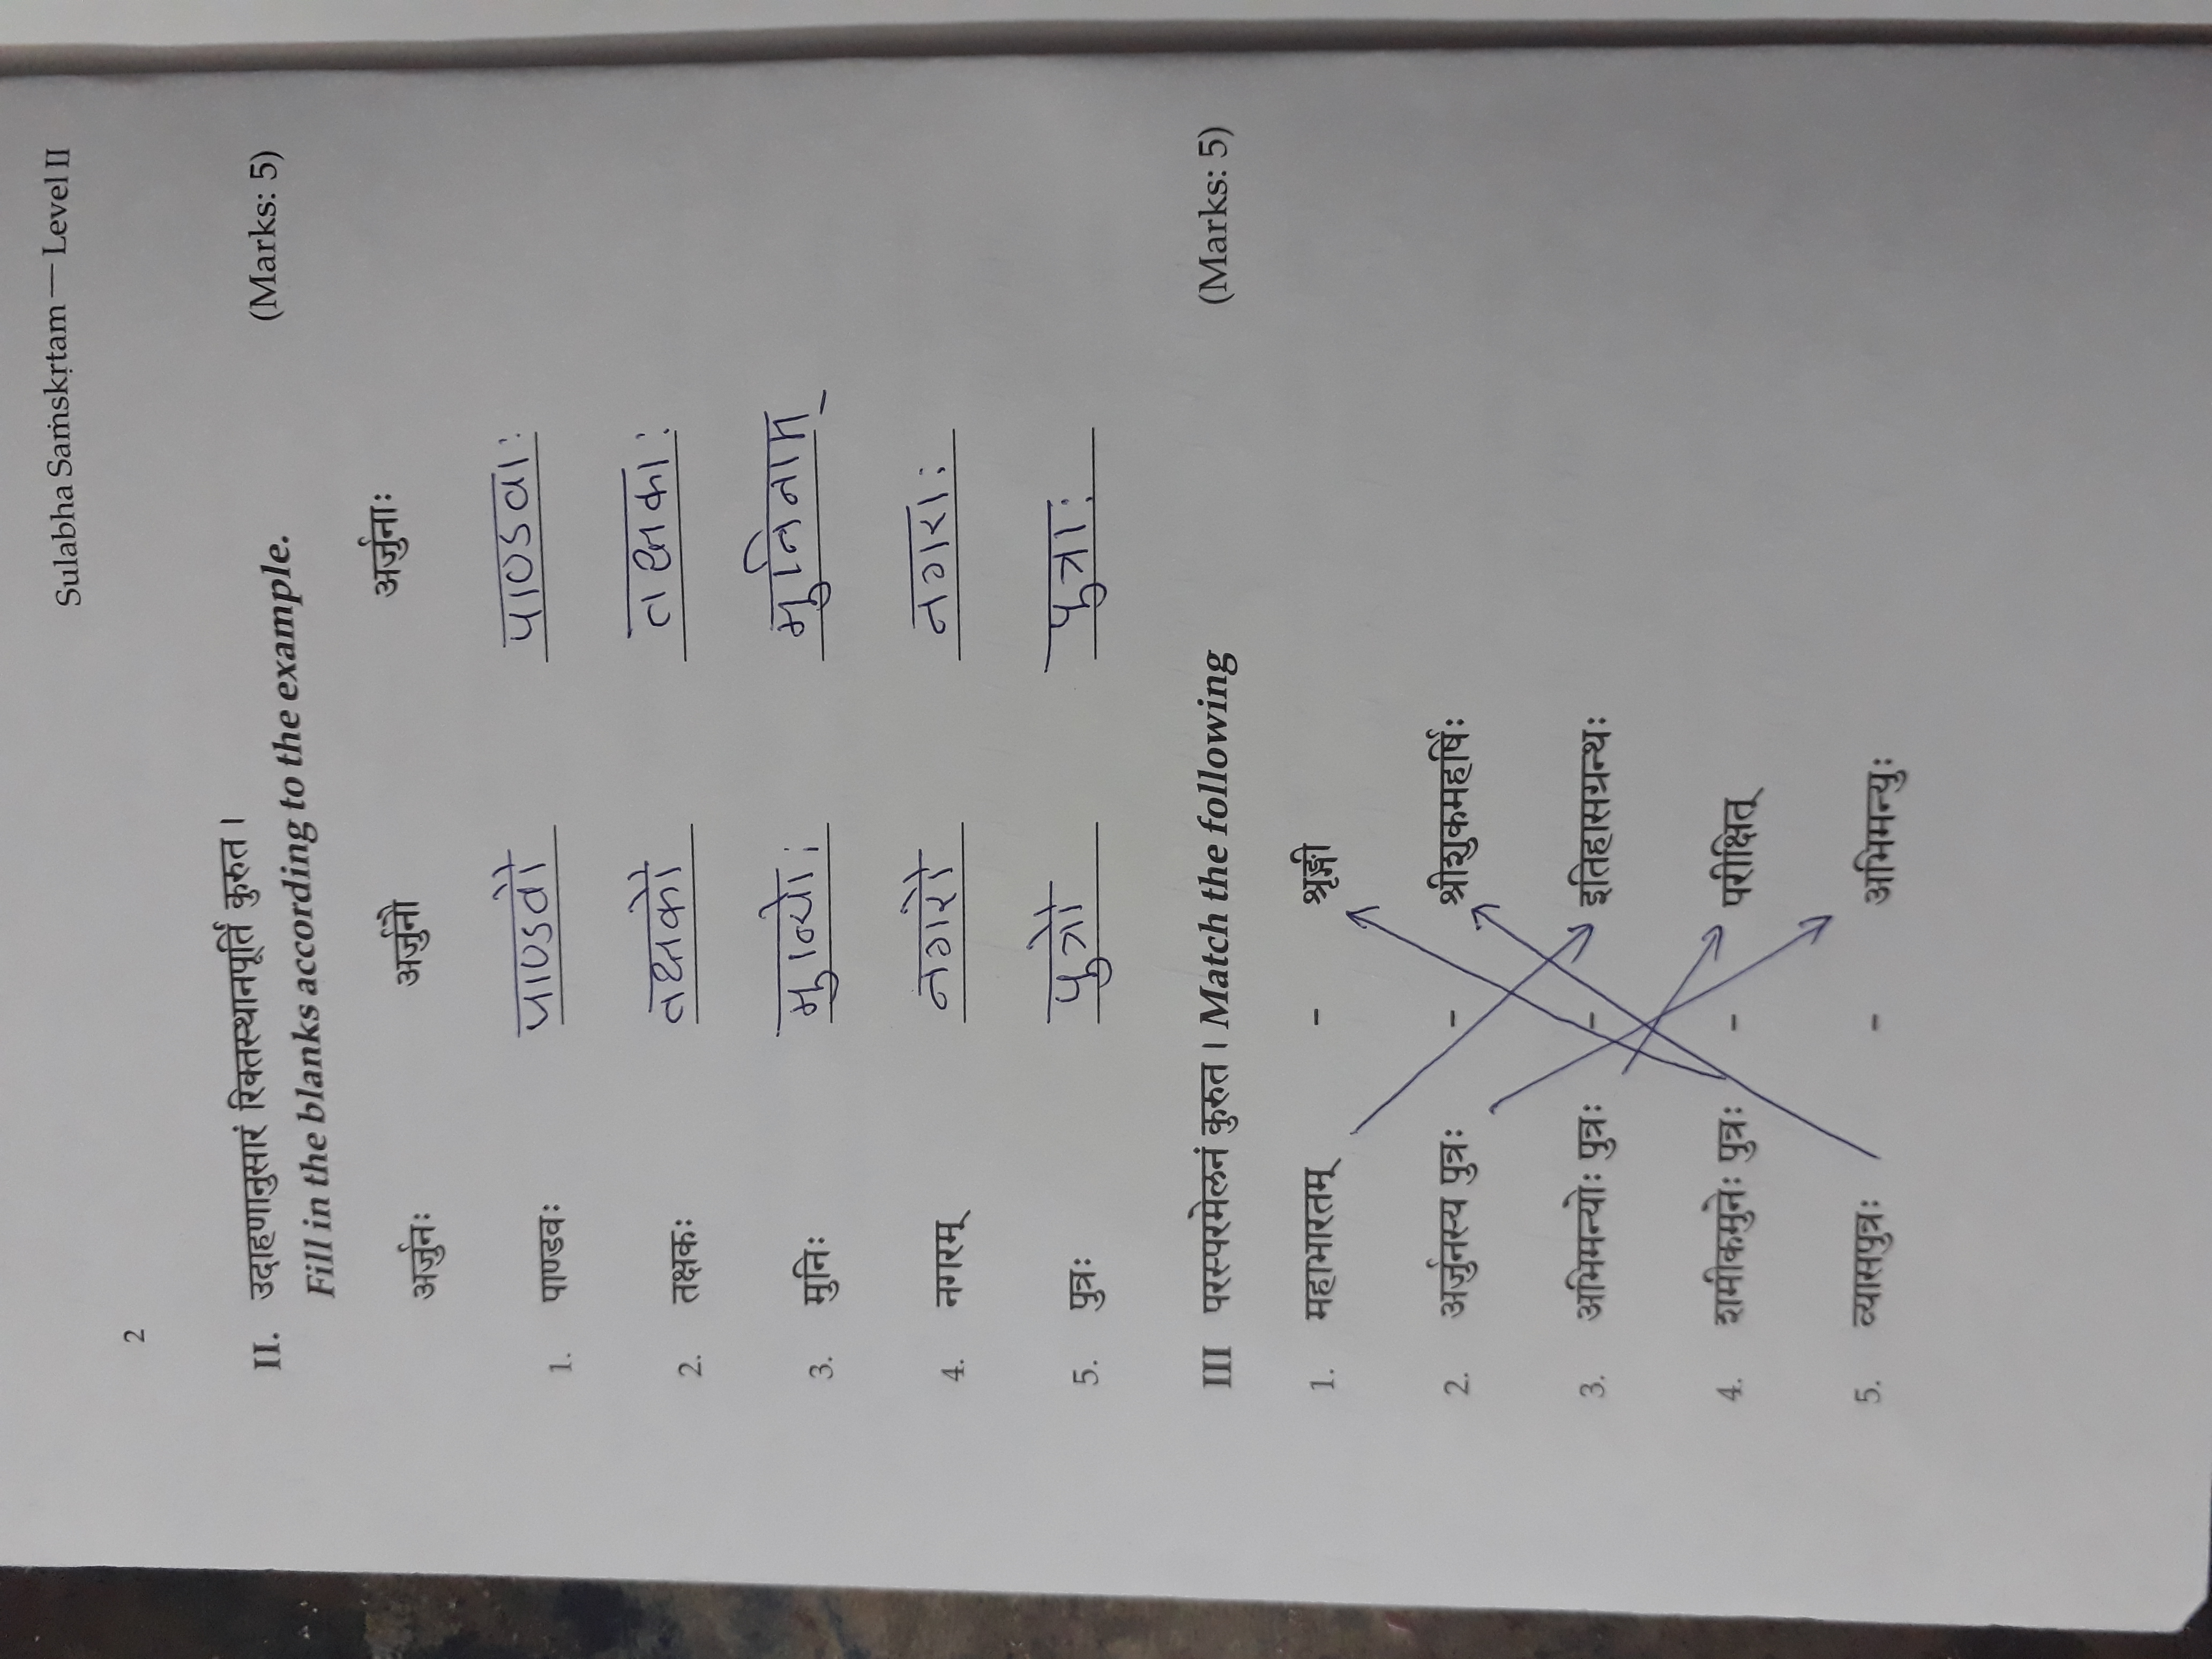 Sulabha Saṁskṛtam — Level II
2
II. उदाहणानुसारं रिक्तस्थानपूर्तिं कुरुत । (Marks: 5)
Fill in the blanks according to the example.
अर्जुनः अर्जुनौ अर्जुनाः
1. पाण्डवः पाण्डवौ पाण्डवाः
2. तक्षकः तक्षकौ तक्षकाः
3. मुनिः मुन्योः मुनिनाम्
4. नगरम् नगरौ नगराः
5. पुत्रः पुत्रौ पुत्राः
III परस्परमेलनं कुरुत । Match the following (Marks: 5)
1. महाभारतम् - श्रृङ्गी
2. अर्जुनस्य पुत्रः - श्रीशुकमहर्षिः
3. अभिमन्योः पुत्रः - इतिहासग्रन्थः
4. शमीकमुनेः पुत्रः - परीक्षित्
5. व्यासपुत्रः - अभिमन्युः